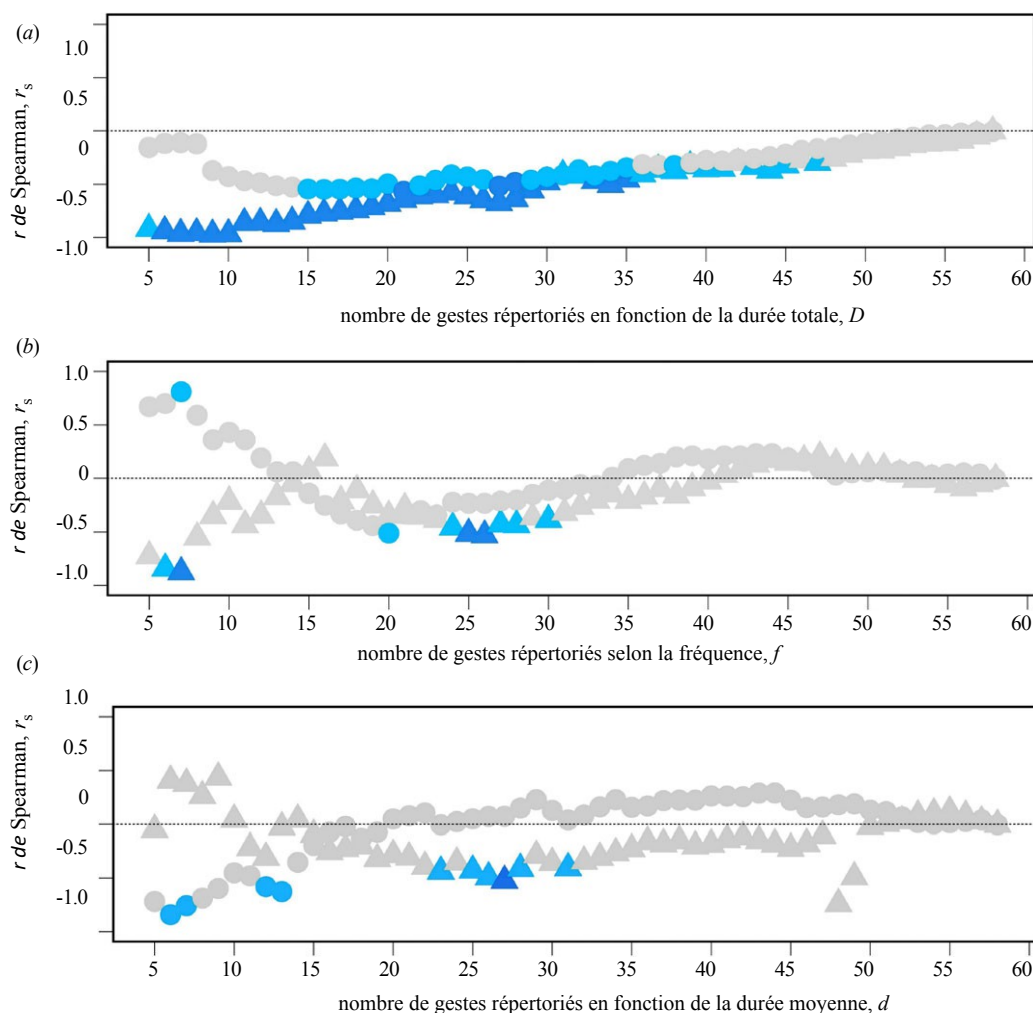 (a)
1.0
0.5
0
-0.5
-1.0
r de Spearman, rs
5 10 15 20 25 30 35 40 45 50 55 60
nombre de gestes répertoriés en fonction de la durée totale, D
(b)
1.0
0.5
0
-0.5
-1.0
r de Spearman, rs
5 10 15 20 25 30 35 40 45 50 55 60
nombre de gestes répertoriés selon la fréquence, f
(c)
1.0
0.5
0
-0.5
-1.0
r de Spearman, rs
5 10 15 20 25 30 35 40 45 50 55 60
nombre de gestes répertoriés en fonction de la durée moyenne, d